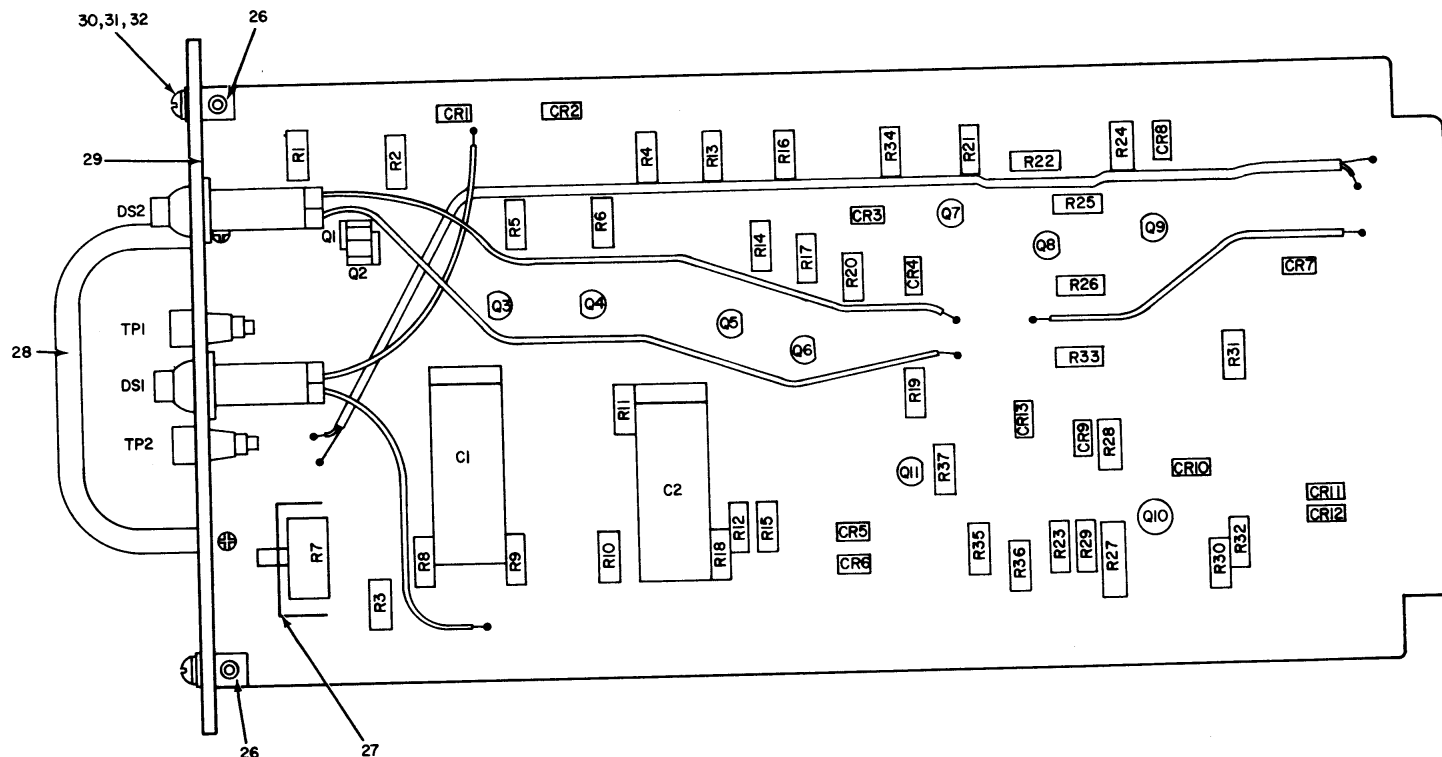 30,31,32
26
CR1
CR2
29
R1
R2
R4
R13
R16
R34
R21
R22
R24
CR8
DS2
Q1
Q2
R5
R6
R14
R17
R20
CR3
CR4
Q7
R25
Q8
Q9
R26
CR7
TP1
Q3
Q4
Q5
Q6
28
DS1
R33
R31
TP2
C1
R11
C2
R19
CR13
CR9
R28
Q11
R37
CR10
CR11
CR12
R7
R3
R8
R9
R10
R18
R12
R15
CR5
CR6
R35
R36
R23
R29
R27
Q10
R30
R32
26
27